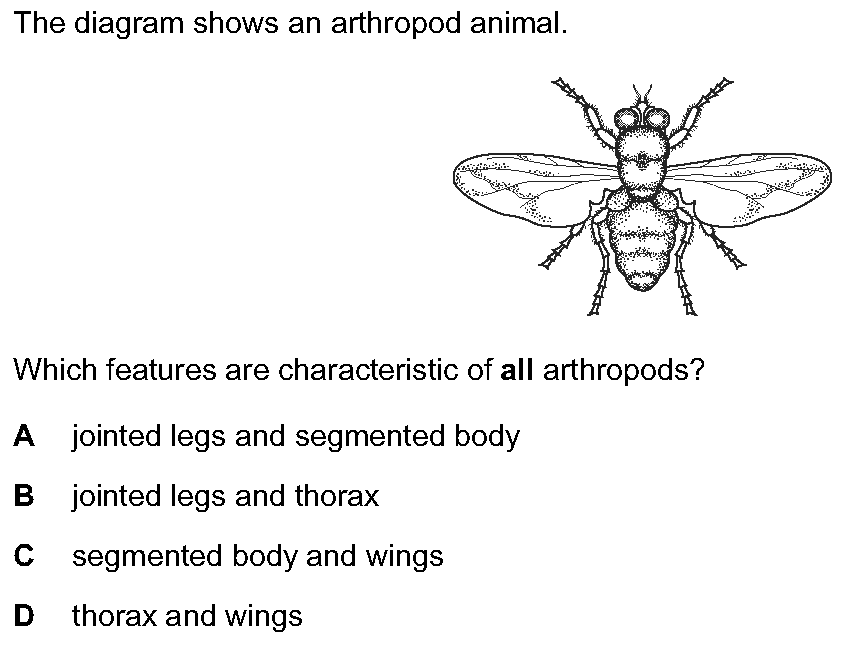 The diagram shows an arthropod animal.
Which features are characteristic of all arthropods?
A jointed legs and segmented body
B jointed legs and thorax
C segmented body and wings
D thorax and wings